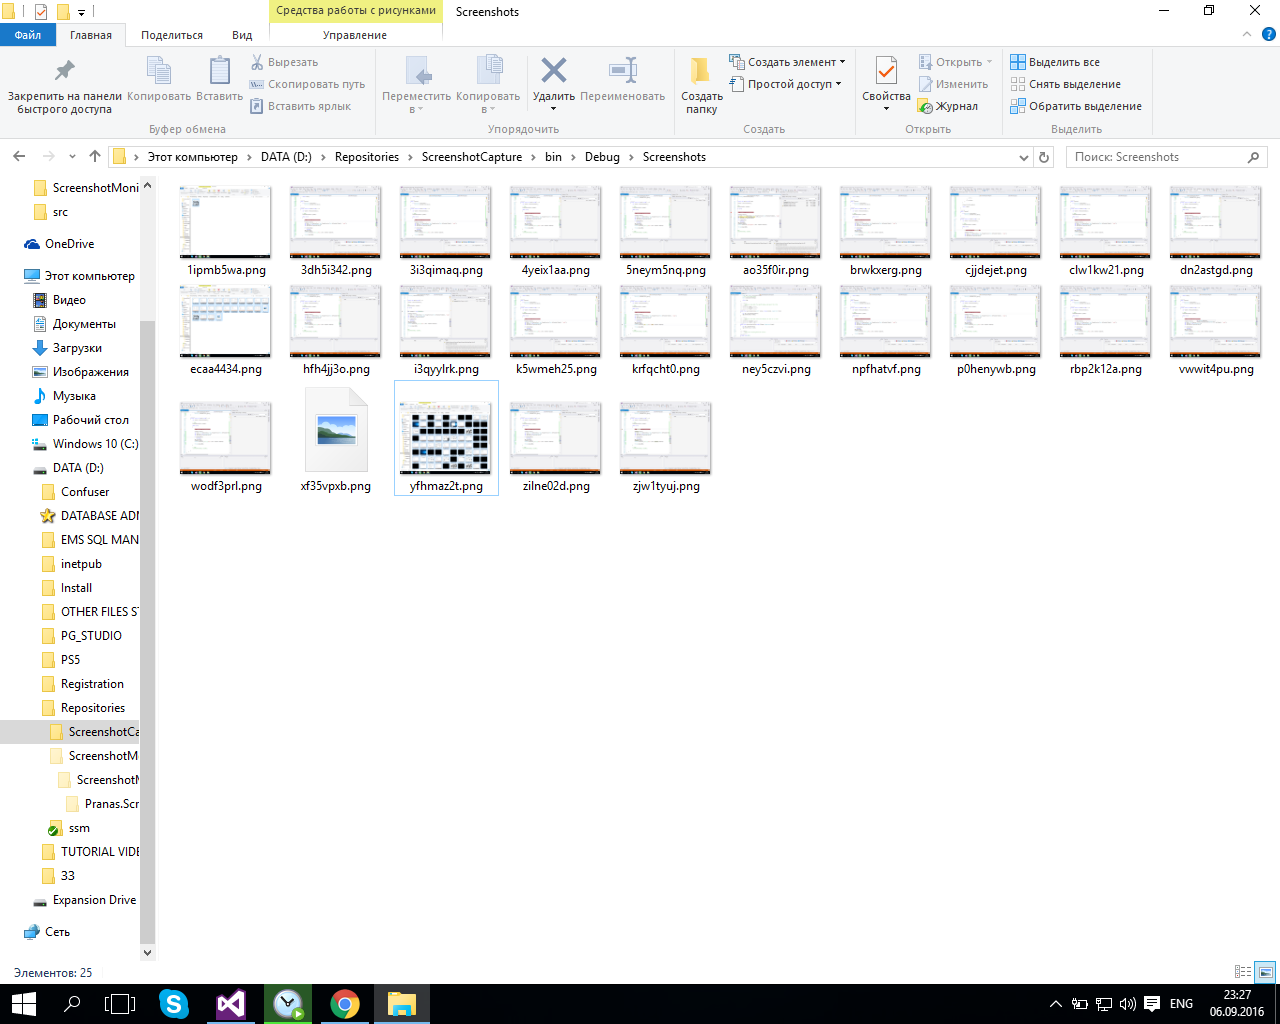 Средства работы с рисунками
Screenshots
Файл
Главная
Поделиться
Вид
Управление
Закрепить на панели быстрого доступа
Копировать
Вставить
Вырезать
Скопировать путь
Вставить ярлык
Буфер обмена
Переместить в
Копировать в
Удалить
Переименовать
Упорядочить
Создать папку
Создать элемент
Простой доступ
Создать
Свойства
Открыть
Изменить
Журнал
Открыть
Выделить все
Снять выделение
Обратить выделение
Выделить
Этот компьютер > DATA (D:) > Repositories > ScreenshotCapture > bin > Debug > Screenshots
Поиск: Screenshots
ScreenshotMoni
src
OneDrive
Этот компьютер
Видео
Документы
Загрузки
Изображения
Музыка
Рабочий стол
Windows 10 (C:)
DATA (D:)
Confuser
DATABASE ADM
EMS SQL MAN
inetpub
Install
OTHER FILES ST
PG_STUDIO
PS5
Registration
Repositories
ScreenshotCa
ScreenshotM
ScreenshotM
Pranas.Scr
ssm
TUTORIAL VIDE
33
Expansion Drive
Сеть
1ipmb5wa.png
3dh5i342.png
3i3qimaq.png
4yeix1aa.png
5neym5nq.png
ao35f0ir.png
brwkxerg.png
cjjdejet.png
clw1kw21.png
dn2astgd.png
ecaa4434.png
hfh4jj3o.png
i3qyylrk.png
k5wmeh25.png
krfqcht0.png
ney5czvi.png
npfhatvf.png
p0henywb.png
rbp2k12a.png
vwwit4pu.png
wodf3prl.png
xf35vpxb.png
yfhmaz2t.png
zilne02d.png
zjw1tyuj.png
Элементов: 25
ENG
23:27
06.09.2016